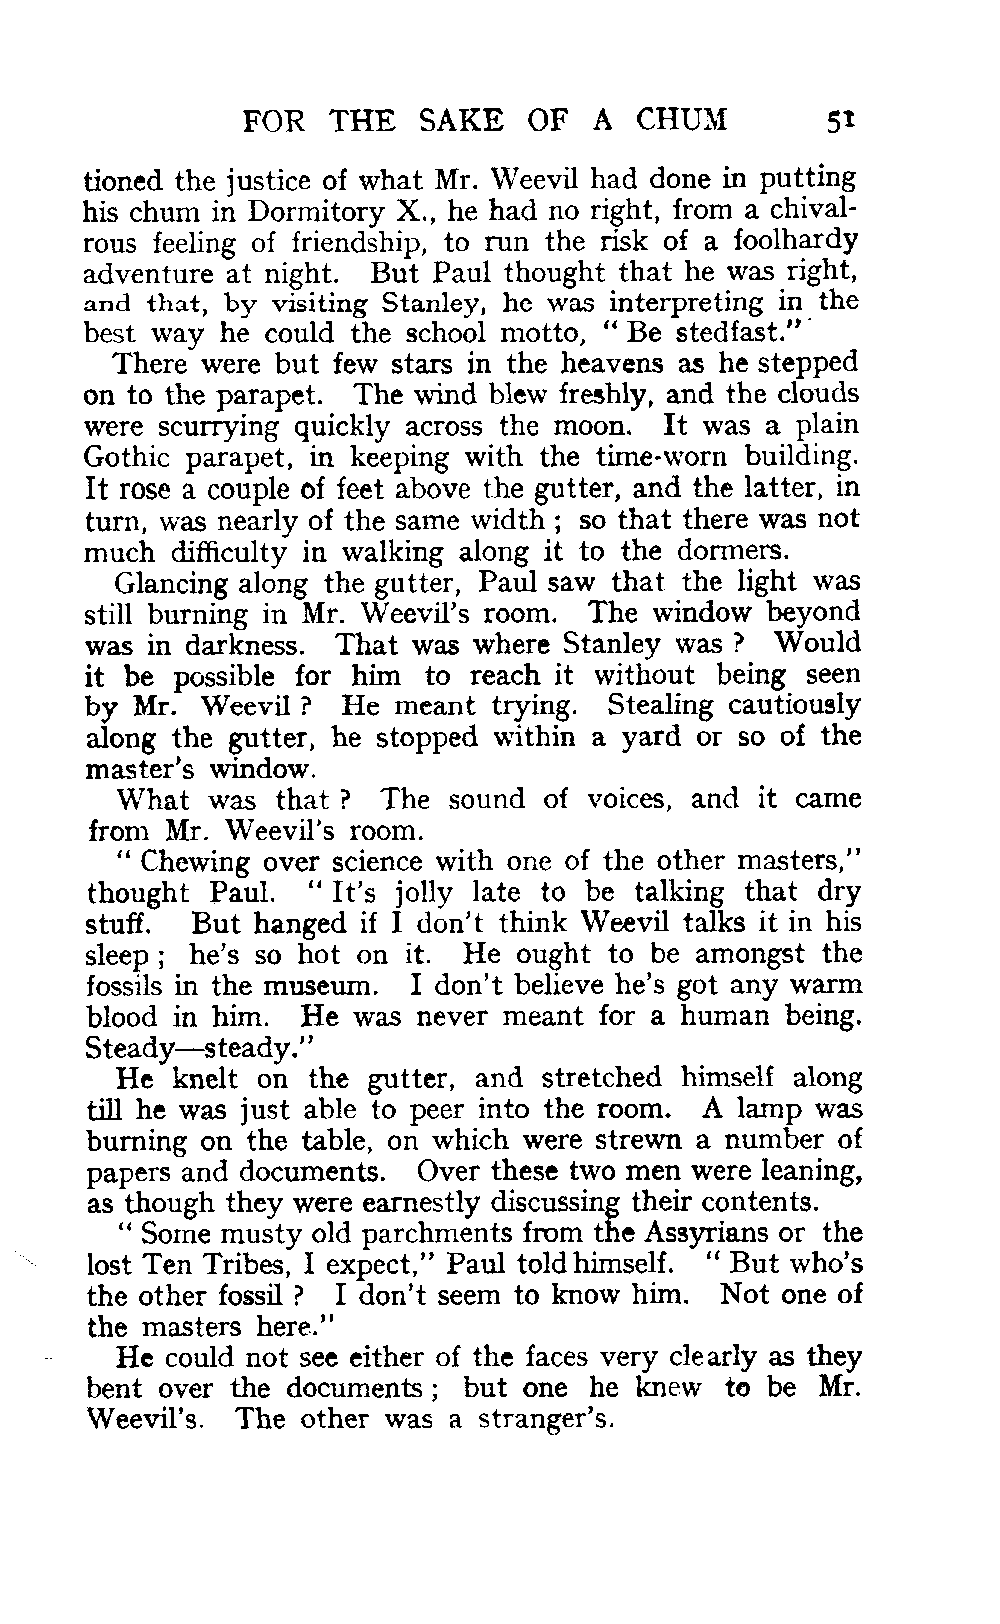 FOR THE SAKE OF A CHUM 51
tioned the justice of what Mr. Weevil had done in putting
his chum in Dormitory X., he had no right, from a chival-
rous feeling of friendship, to run the risk of a foolhardy
adventure at night. But Paul thought that he was right,
and that, by visiting Stanley, he was interpreting in the
best way he could the school motto, “ Be stedfast.”
There were but few stars in the heavens as he stepped
on to the parapet. The wind blew freshly, and the clouds
were scurrying quickly across the moon. It was a plain
Gothic parapet, in keeping with the time-worn building.
It rose a couple of feet above the gutter, and the latter, in
turn, was nearly of the same width ; so that there was not
much difficulty in walking along it to the dormers.
Glancing along the gutter, Paul saw that the light was
still burning in Mr. Weevil's room. The window beyond
was in darkness. That was where Stanley was ? Would
it be possible for him to reach it without being seen
by Mr. Weevil ? He meant trying. Stealing cautiously
along the gutter, he stopped within a yard or so of the
master's window.
What was that ? The sound of voices, and it came
from Mr. Weevil's room.
“ Chewing over science with one of the other masters,”
thought Paul. “ It's jolly late to be talking that dry
stuff. But hanged if I don't think Weevil talks it in his
sleep ; he's so hot on it. He ought to be amongst the
fossils in the museum. I don't believe he's got any warm
blood in him. He was never meant for a human being.
Steady—steady.”
He knelt on the gutter, and stretched himself along
till he was just able to peer into the room. A lamp was
burning on the table, on which were strewn a number of
papers and documents. Over these two men were leaning,
as though they were earnestly discussing their contents.
“ Some musty old parchments from the Assyrians or the
lost Ten Tribes, I expect,” Paul told himself. “ But who's
the other fossil ? I don't seem to know him. Not one of
the masters here.”
He could not see either of the faces very clearly as they
bent over the documents ; but one he knew to be Mr.
Weevil's. The other was a stranger's.